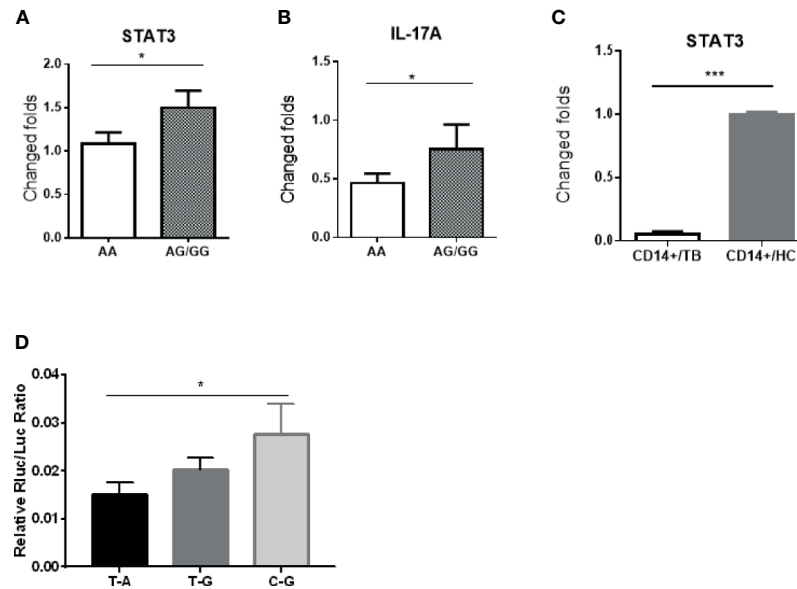 A
STAT3
*
Changed folds
2.0
1.5
1.0
0.5
0.0
AA
AG/GG
B
IL-17A
*
Changed folds
1.5
1.0
0.5
0.0
AA
AG/GG
C
STAT3
***
Changed folds
1.5
1.0
0.5
0.0
CD14+/TB
CD14+/HC
D
*
Relative Rluc/Luc Ratio
0.04
0.03
0.02
0.01
0.00
T-A
T-G
C-G